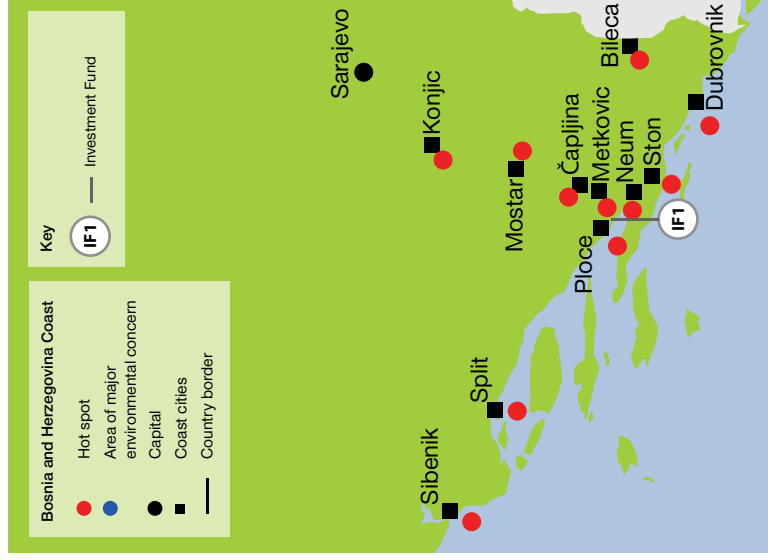 Bosnia and Herzegovina Coast
Hot spot
Area of major
environmental concern
Capital
Coast cities
Country border
Key
IF1
Investment Fund
Sibenik
Split
Sarajevo
Konjic
Mostar
Čapljina
Metkovic
Neum
Ston
Ploce
IF1
Bileca
Dubrovnik